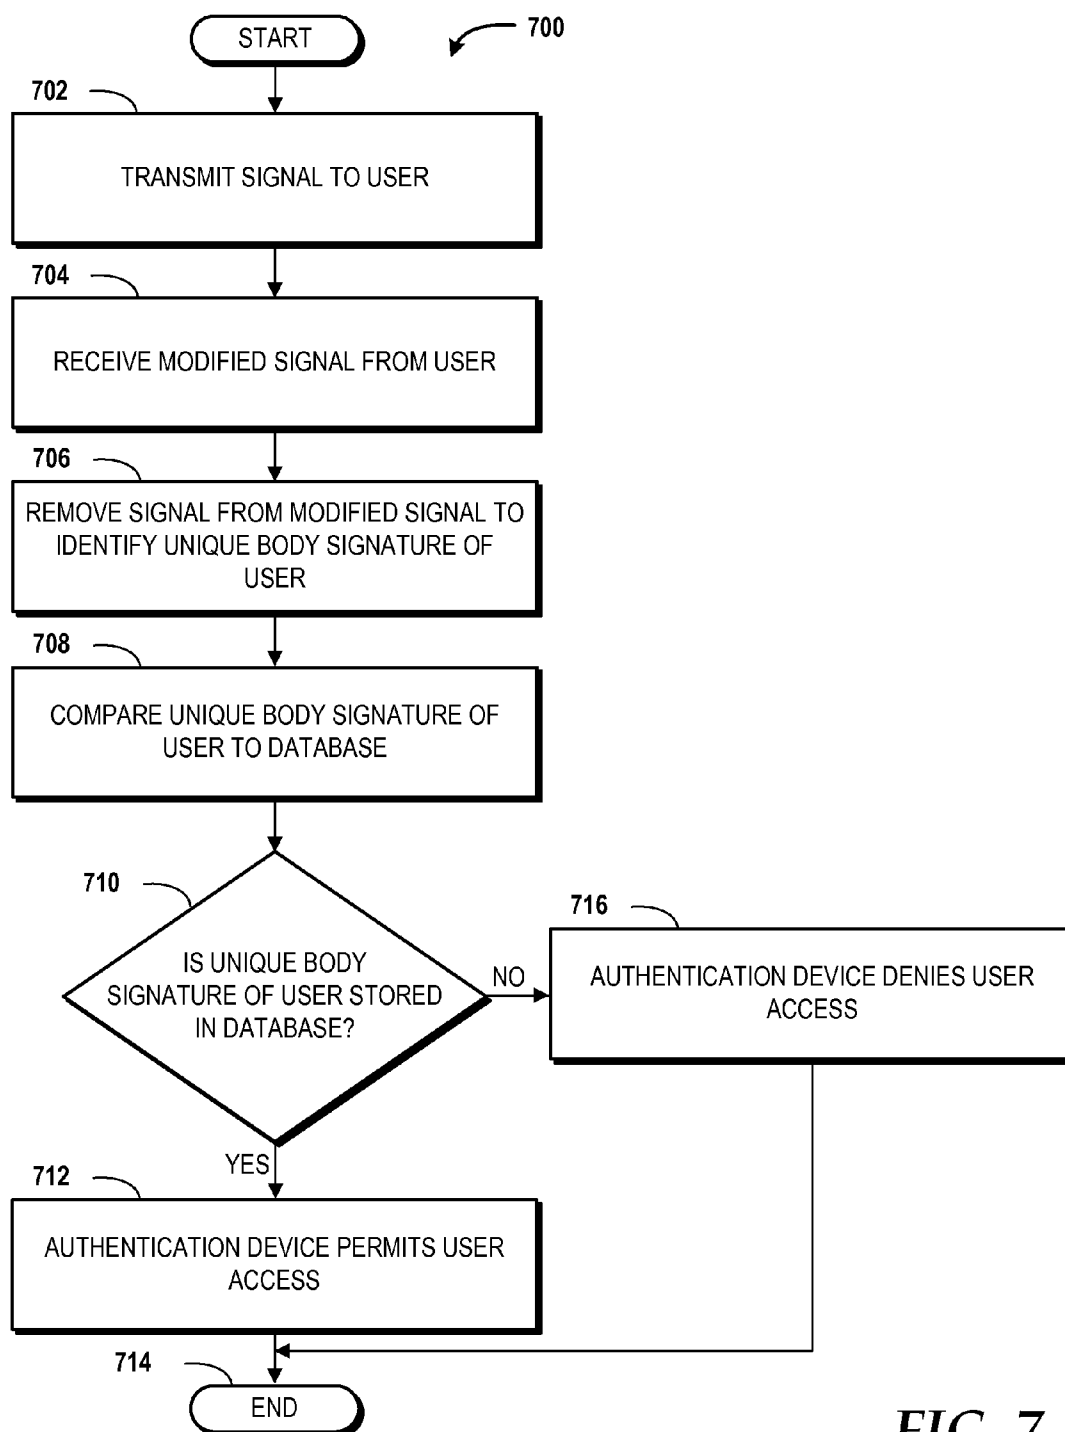 START
700
702
TRANSMIT SIGNAL TO USER
704
RECEIVE MODIFIED SIGNAL FROM USER
706
REMOVE SIGNAL FROM MODIFIED SIGNAL TO
IDENTIFY UNIQUE BODY SIGNATURE OF
USER
708
COMPARE UNIQUE BODY SIGNATURE OF
USER TO DATABASE
710
IS UNIQUE BODY
SIGNATURE OF USER STORED
IN DATABASE?
NO
716
AUTHENTICATION DEVICE DENIES USER
ACCESS
YES
712
AUTHENTICATION DEVICE PERMITS USER
ACCESS
714
END
FIG. 7